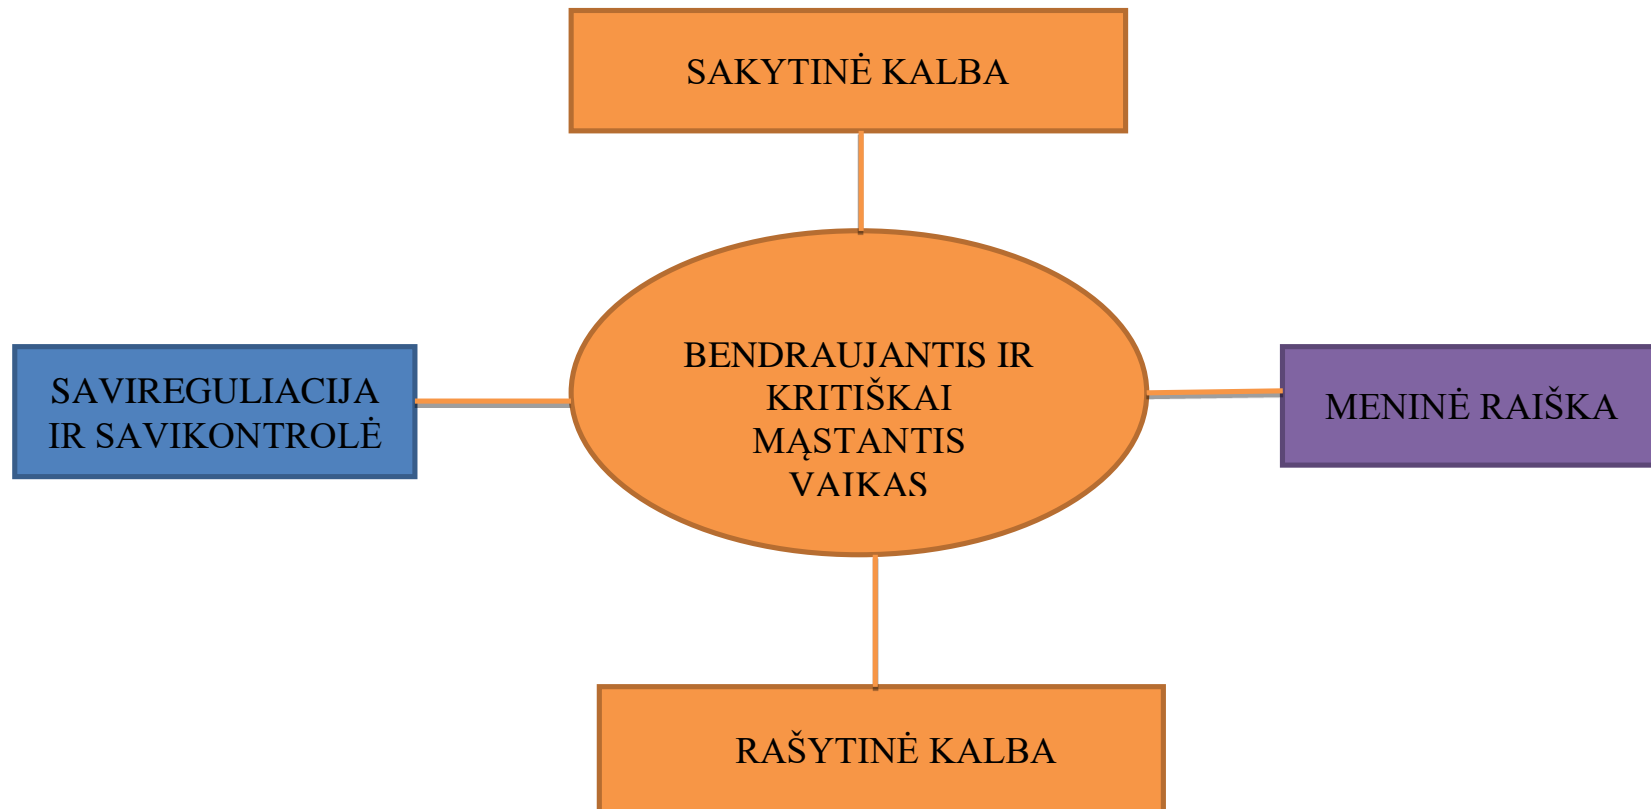 SAKYTINĖ KALBA
BENDRAUJANTIS IR
KRITIŠKAI
MĄSTANTIS
VAIKAS
SAVIREGULIACIJA
IR SAVIKONTROLĖ
MENINĖ RAIŠKA
RAŠYTINĖ KALBA